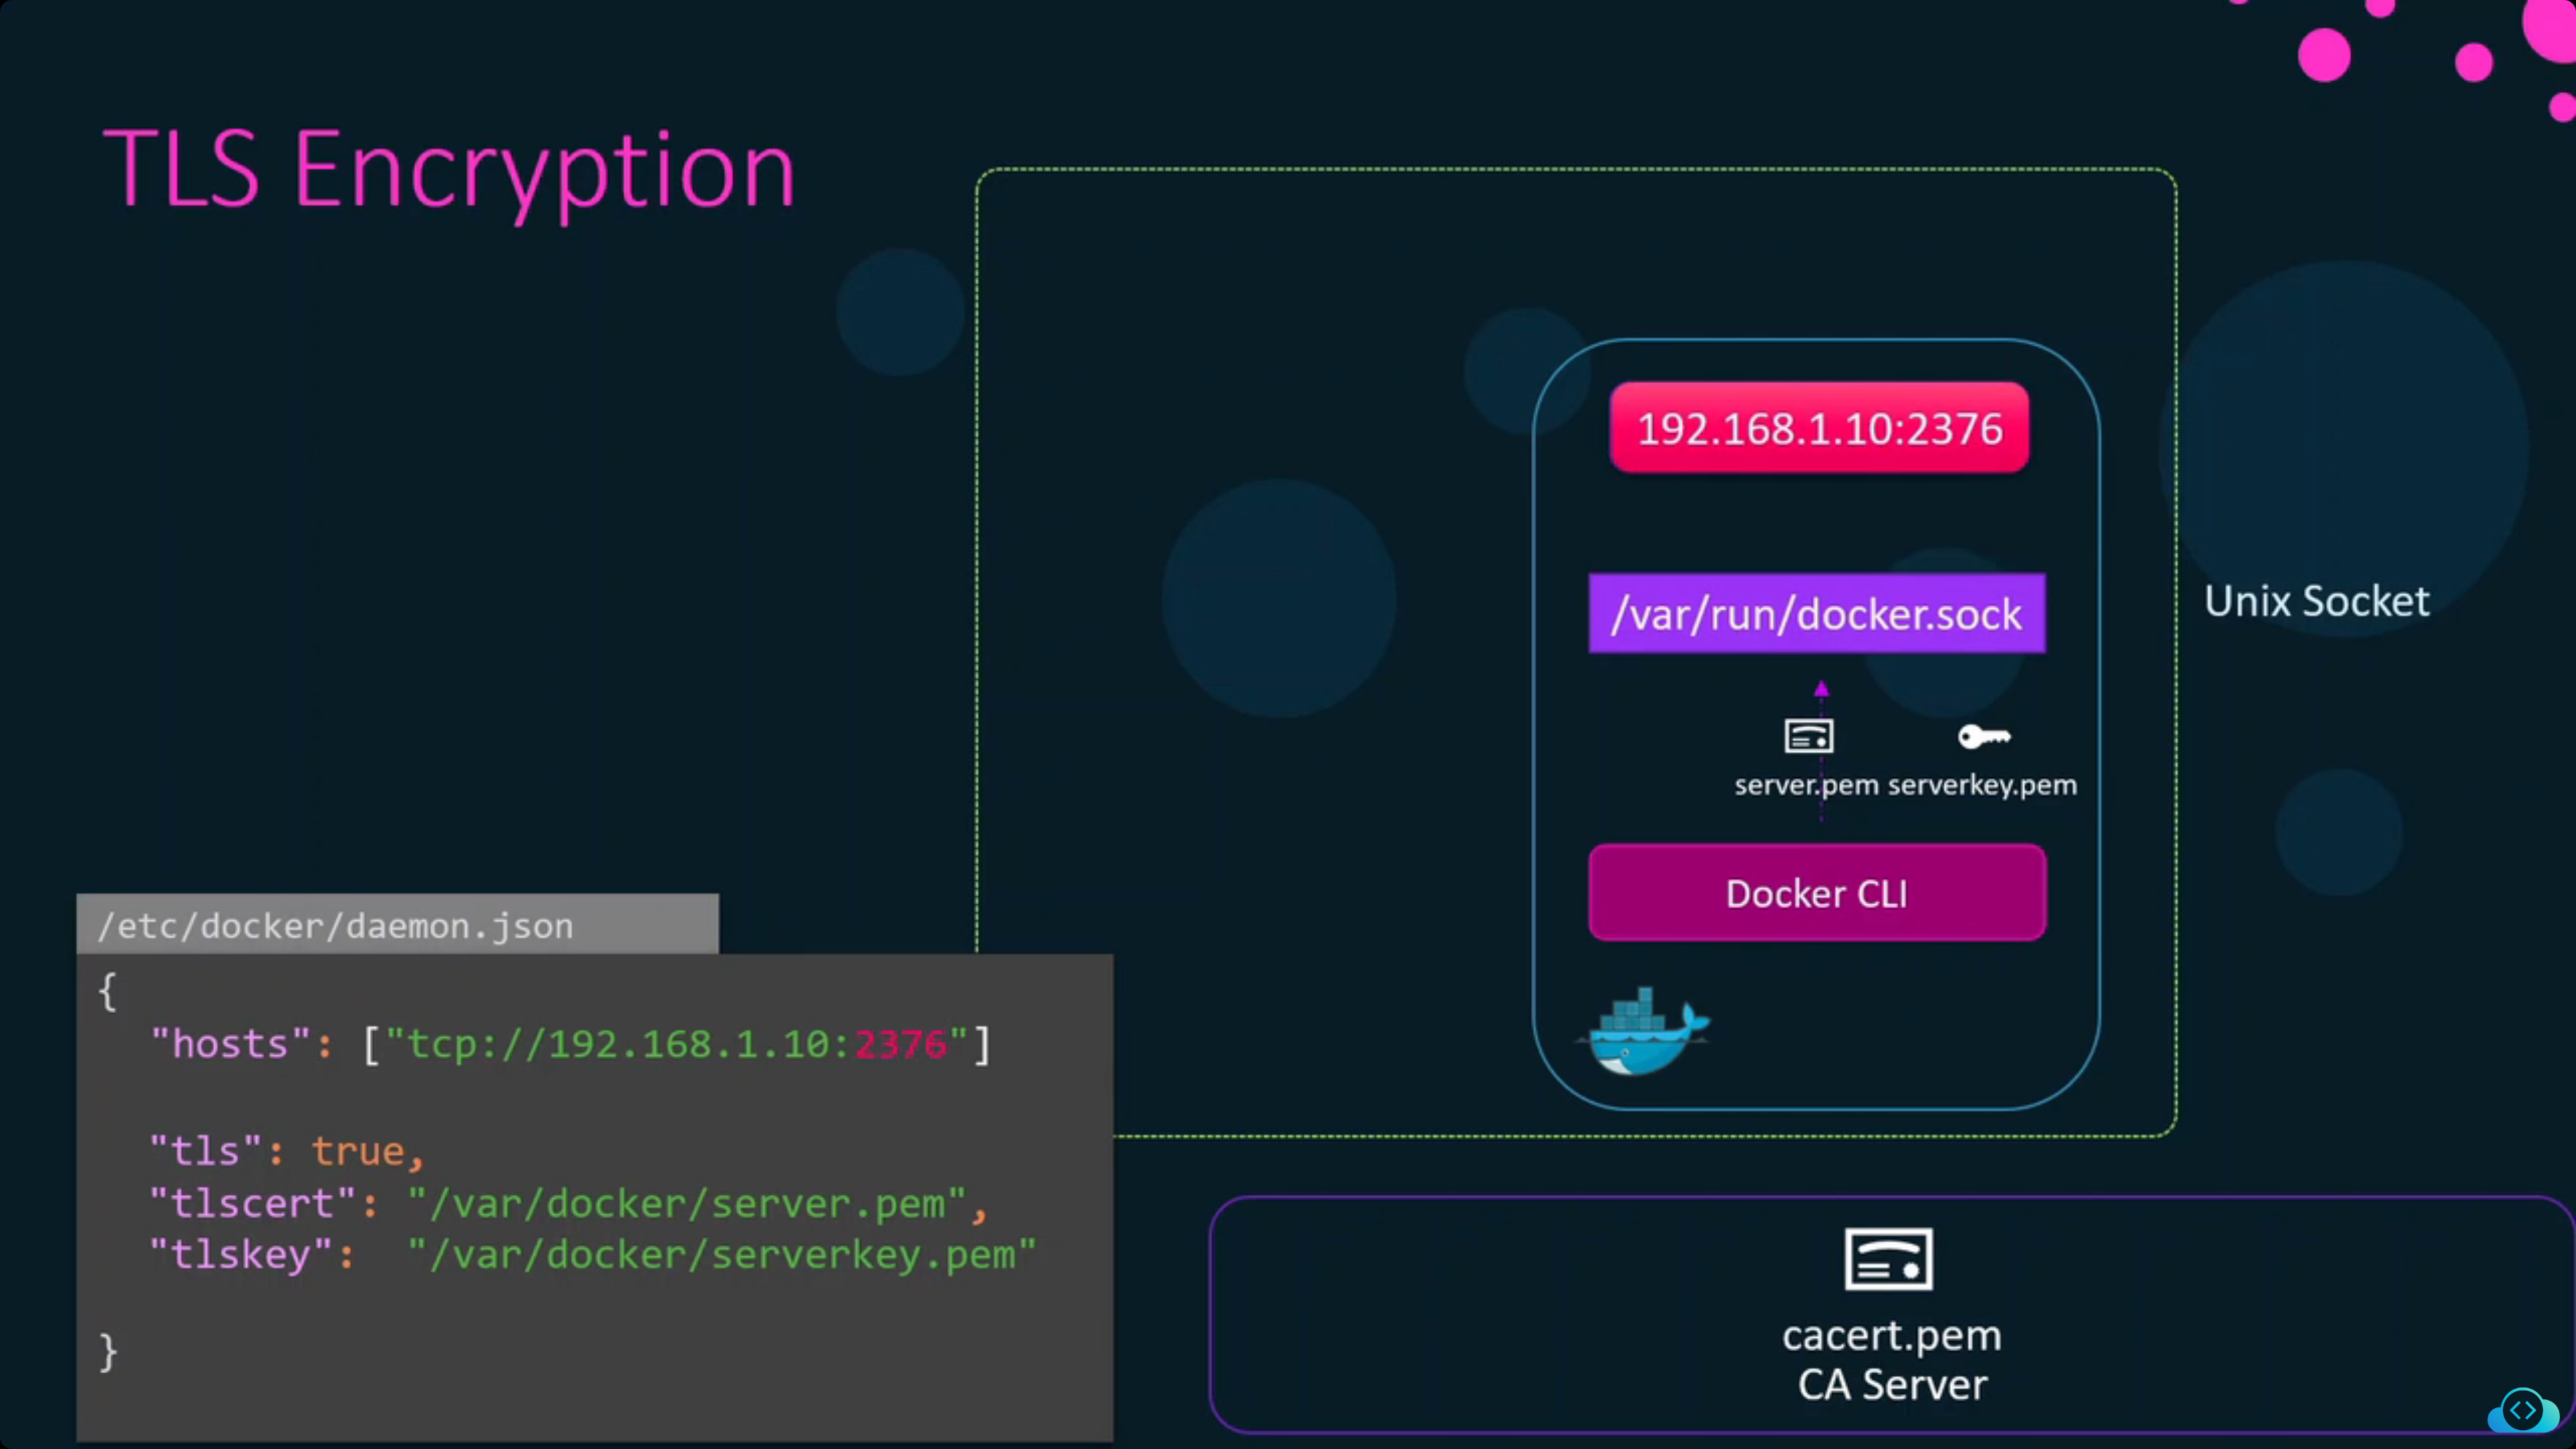 TLS Encryption
192.168.1.10:2376
/var/run/docker.sock
Unix Socket
server.pem serverkey.pem
Docker CLI
/etc/docker/daemon.json
{
"hosts": ["tcp://192.168.1.10:2376"]
"tls": true,
"tlscert": "/var/docker/server.pem",
"tlskey": "/var/docker/serverkey.pem"
}
cacert.pem
CA Server